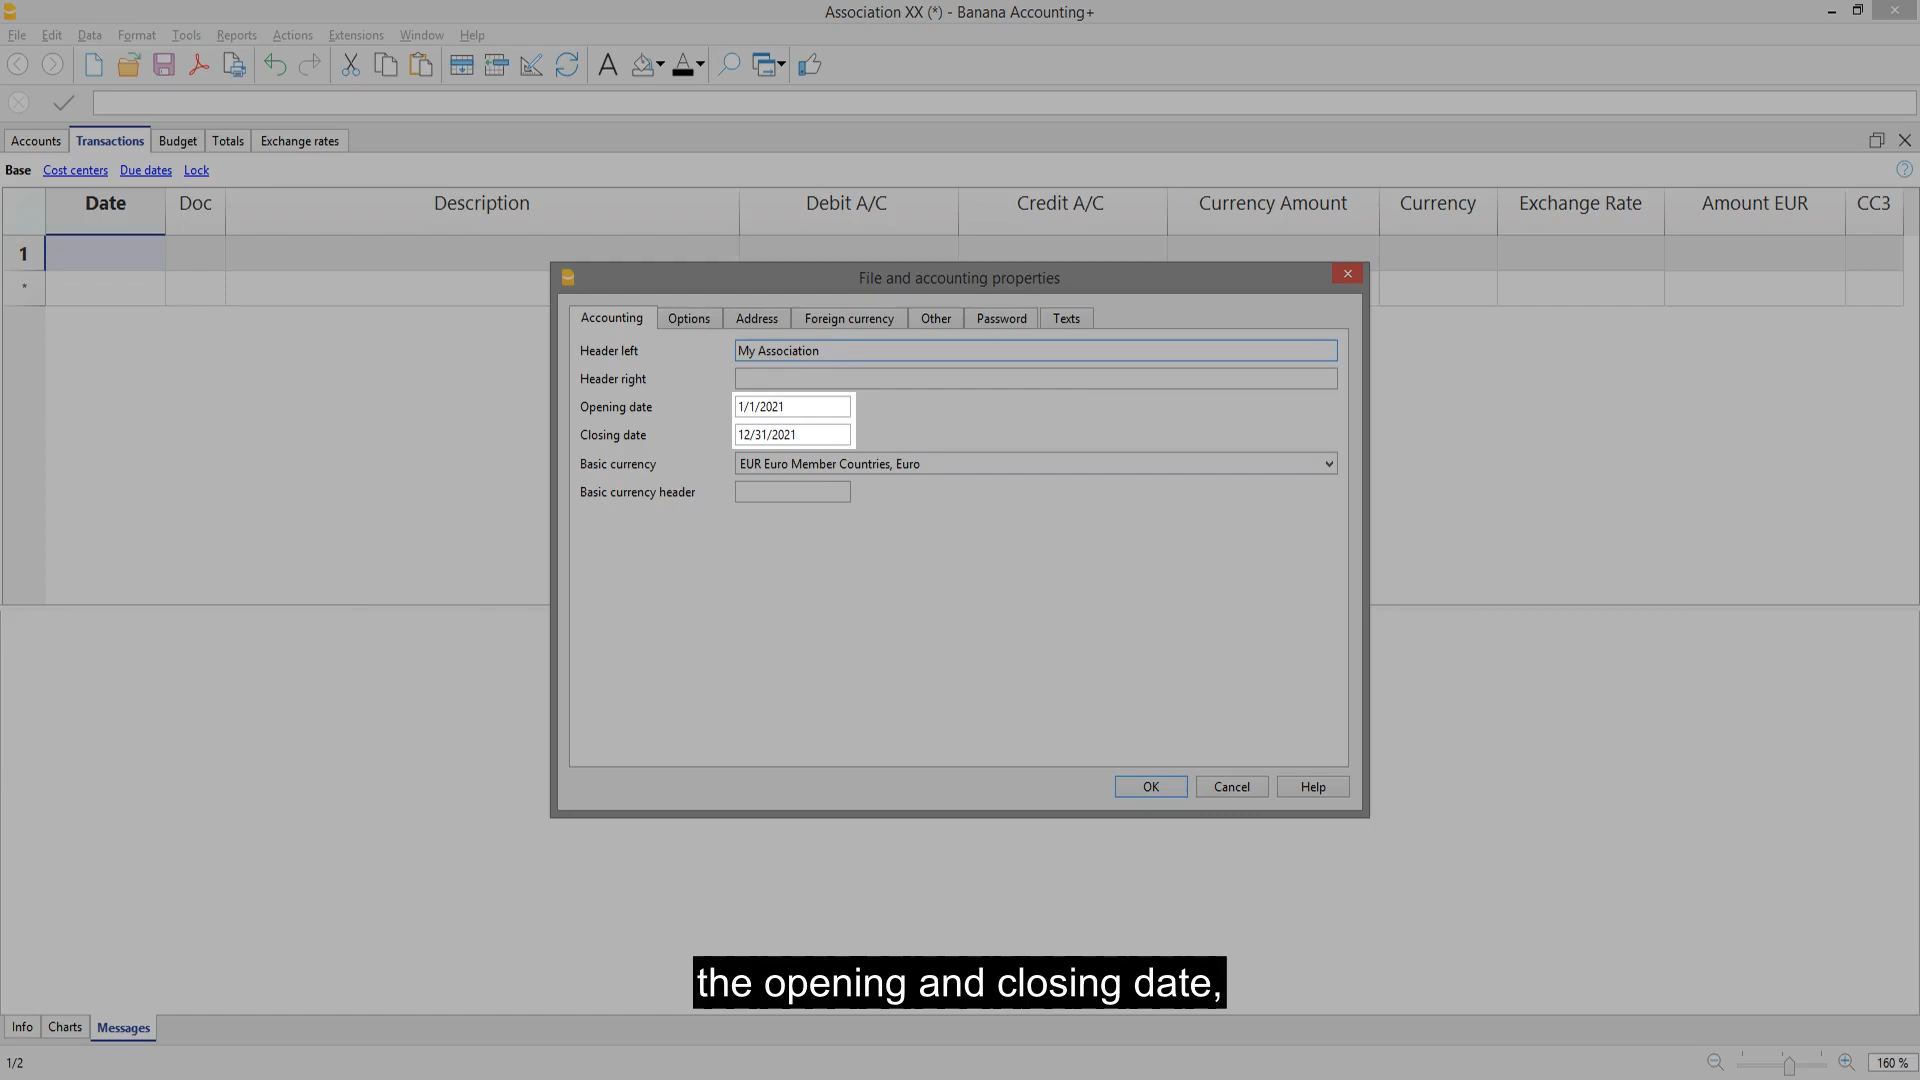 Association XX (*) - Banana Accounting+
File Edit Data Format Tools Reports Actions Extensions Window Help
Accounts Transactions Budget Totals Exchange rates
Base Cost centers Due dates Lock
Date Doc Description Debit A/C Credit A/C Currency Amount Currency Exchange Rate Amount EUR CC3
1
*
File and accounting properties
Accounting Options Address Foreign currency Other Password Texts
Header left My Association
Header right
Opening date 1/1/2021
Closing date 12/31/2021
Basic currency EUR Euro Member Countries, Euro
Basic currency header
OK Cancel Help
the opening and closing date,
Info Charts Messages
1/2 160 %